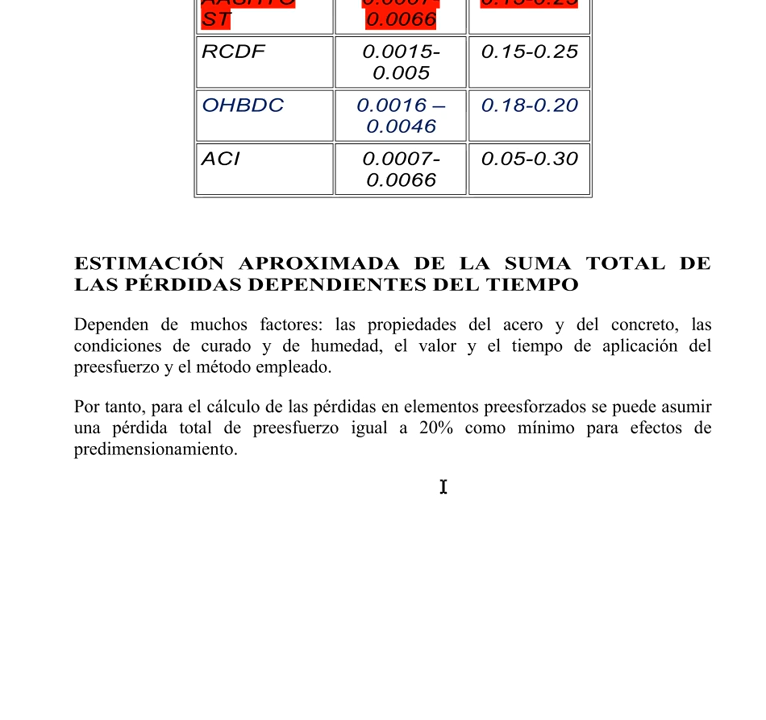 ST 0.0066
RCDF 0.0015- 0.15-0.25
0.005
OHBDC 0.0016 – 0.18-0.20
0.0046
ACI 0.0007- 0.05-0.30
0.0066
ESTIMACIÓN APROXIMADA DE LA SUMA TOTAL DE
LAS PÉRDIDAS DEPENDIENTES DEL TIEMPO
Dependen de muchos factores: las propiedades del acero y del concreto, las
condiciones de curado y de humedad, el valor y el tiempo de aplicación del
preesfuerzo y el método empleado.
Por tanto, para el cálculo de las pérdidas en elementos preesforzados se puede asumir
una pérdida total de preesfuerzo igual a 20% como mínimo para efectos de
predimensionamiento.